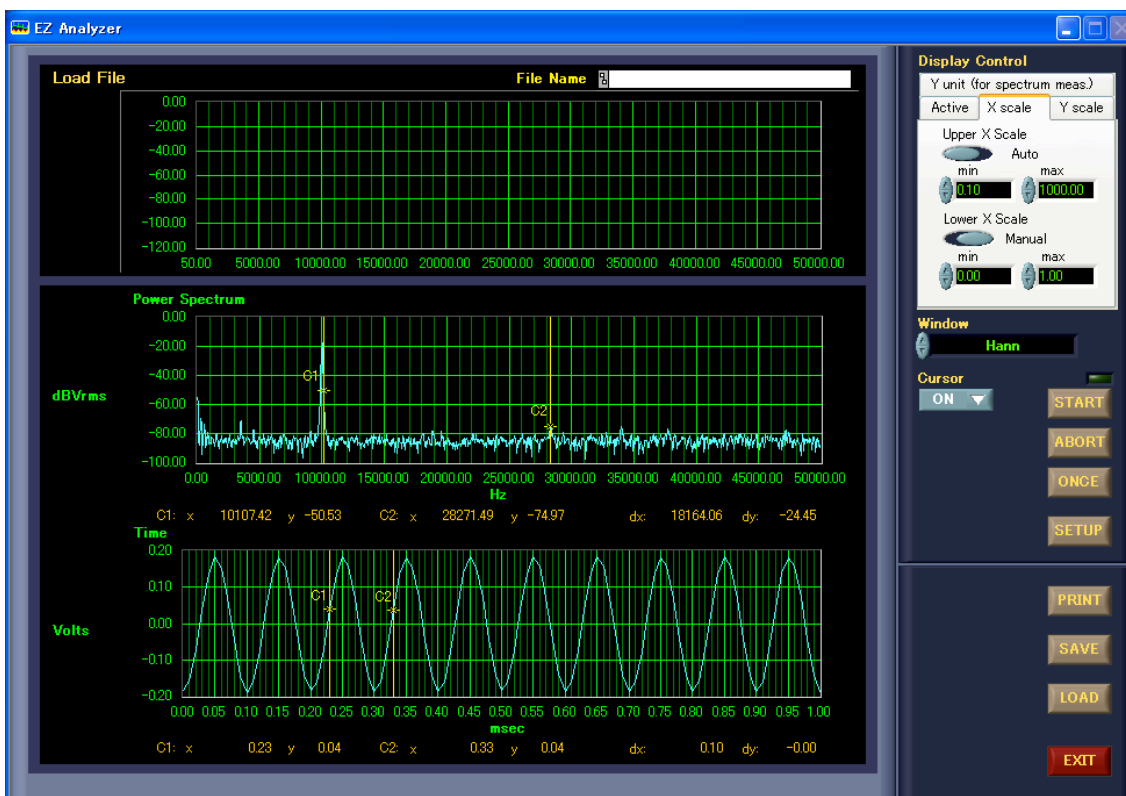 EZ Analyzer
Load File
File Name
0.00
-20.00
-40.00
-60.00
-80.00
-100.00
-120.00
50.00 5000.00 10000.00 15000.00 20000.00 25000.00 30000.00 35000.00 40000.00 45000.00 50000.00
Power Spectrum
0.00
-20.00
-40.00
-60.00
-80.00
-100.00
dBVrms
C1
C2
0.00 5000.00 10000.00 15000.00 20000.00 25000.00 30000.00 35000.00 40000.00 45000.00 50000.00
Hz
C1: x 10107.42 y -50.53 C2: x 28271.49 y -74.97 dx: 18164.06 dy: -24.45
Time
0.20
0.10
0.00
-0.10
-0.20
Volts
C1
C2
0.00 0.05 0.10 0.15 0.20 0.25 0.30 0.35 0.40 0.45 0.50 0.55 0.60 0.65 0.70 0.75 0.80 0.85 0.90 0.95 1.00
msec
C1: x 0.23 y 0.04 C2: x 0.33 y 0.04 dx: 0.10 dy: -0.00
Display Control
Y unit (for spectrum meas.)
Active X scale Y scale
Upper X Scale
Auto
min max
0.10 1000.00
Lower X Scale
Manual
min max
0.00 1.00
Window
Hann
Cursor
ON
START
ABORT
ONCE
SETUP
PRINT
SAVE
LOAD
EXIT